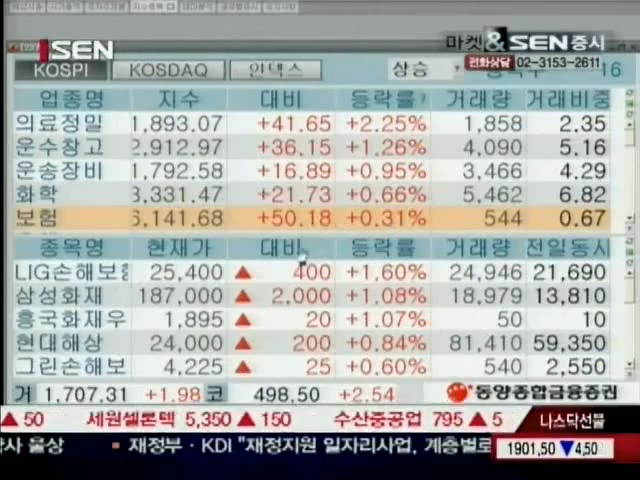 SEN
마켓&SEN증시
전화상담 02-3153-2611
KOSPI KOSDAQ 인덱스 상승 16
업종명 지수 대비 등락률 거래량 거래비중
의료정밀 1,893.07 +41.65 +2.25% 1,858 2.35
운수창고 2,912.97 +36.15 +1.26% 4,090 5.16
운송장비 1,792.58 +16.89 +0.95% 3,466 4.29
화학 3,331.47 +21.73 +0.66% 5,462 6.82
보험 +50.18 +0.31% 544 0.67
종목명 현재가 대비 등락률 거래량 전일동시
LIG손해보험 25,400 ▲ 400 +1.60% 24,946 21,690
삼성화재 187,000 ▲ 2,000 +1.08% 18,979 13,810
흥국화재우 1,895 ▲ 20 +1.07% 50 10
현대해상 24,000 ▲ 200 +0.84% 81,410 59,350
그린손해보 4,225 ▲ 25 +0.60% 540 2,550
거 1,707.31 +1.98 코 498.50 +2.54 동양종합금융증권
▲50 세원셀론텍 5,350 ▲150 수산중공업 795 ▲5 나스닥선물
사 울상 ▪ 재정부·KDI "재정지원 일자리사업, 계층별로 1901,50 ▼4,50